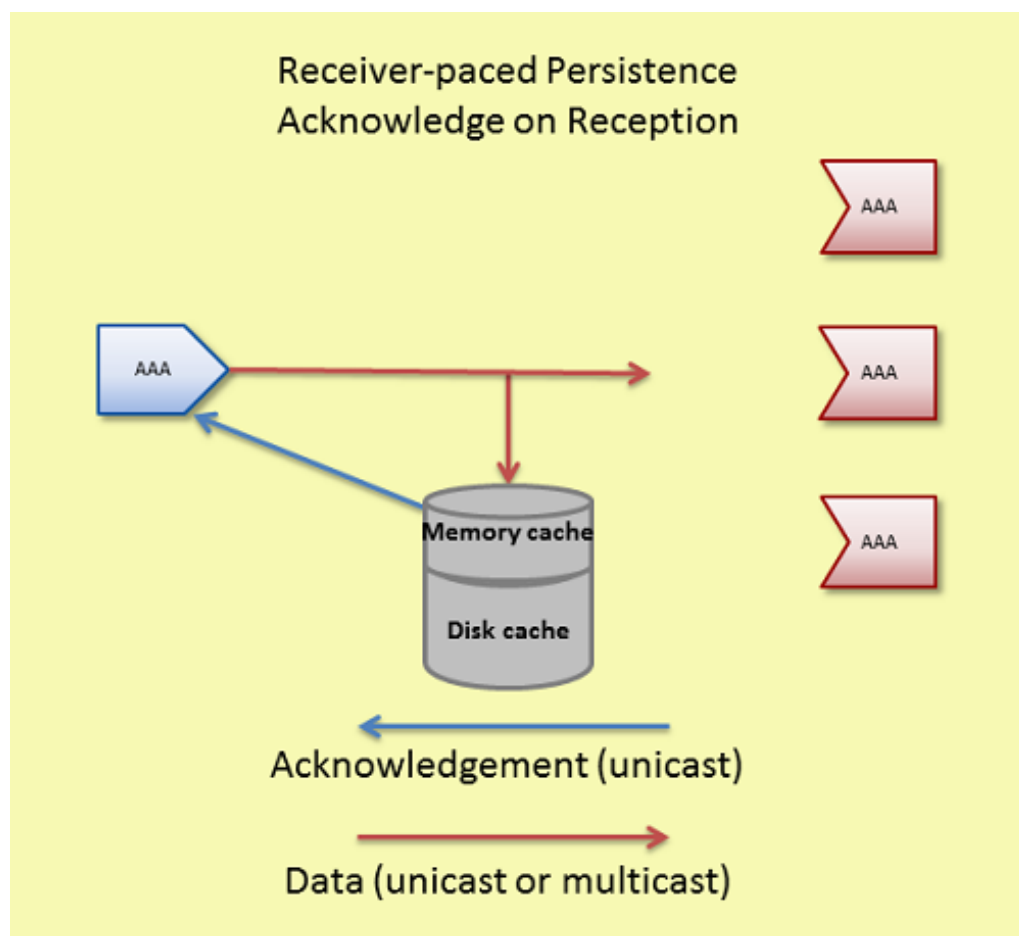 Receiver-paced Persistence
Acknowledge on Reception
AAA
AAA
AAA
AAA
Memory cache
Disk cache
Acknowledgement (unicast)
Data (unicast or multicast)